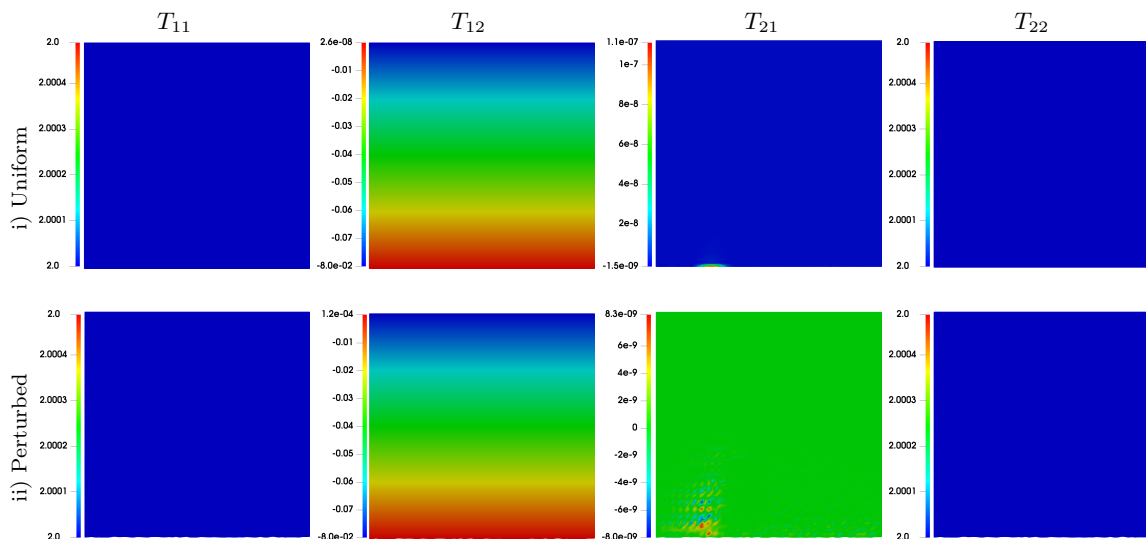 T11 T12 T21 T22
i) Uniform
2.0 2.0004 2.0003 2.0002 2.0001 2.0
2.6e-08 -0.01 -0.02 -0.03 -0.04 -0.06 -0.07 -8.0e-02
1.1e-07 1e-7 8e-8 6e-8 4e-8 2e-8 -1.5e-09
2.0 2.0004 2.0003 2.0002 2.0001 2.0
ii) Perturbed
2.0 2.0004 2.0003 2.0002 2.0001 2.0
1.2e-04 -0.01 -0.02 -0.03 -0.04 -0.06 -0.07 -8.0e-02
8.3e-09 6e-9 4e-9 2e-9 0 -2e-9 -4e-9 -6e-9 -8.0e-09
2.0 2.0004 2.0003 2.0002 2.0001 2.0